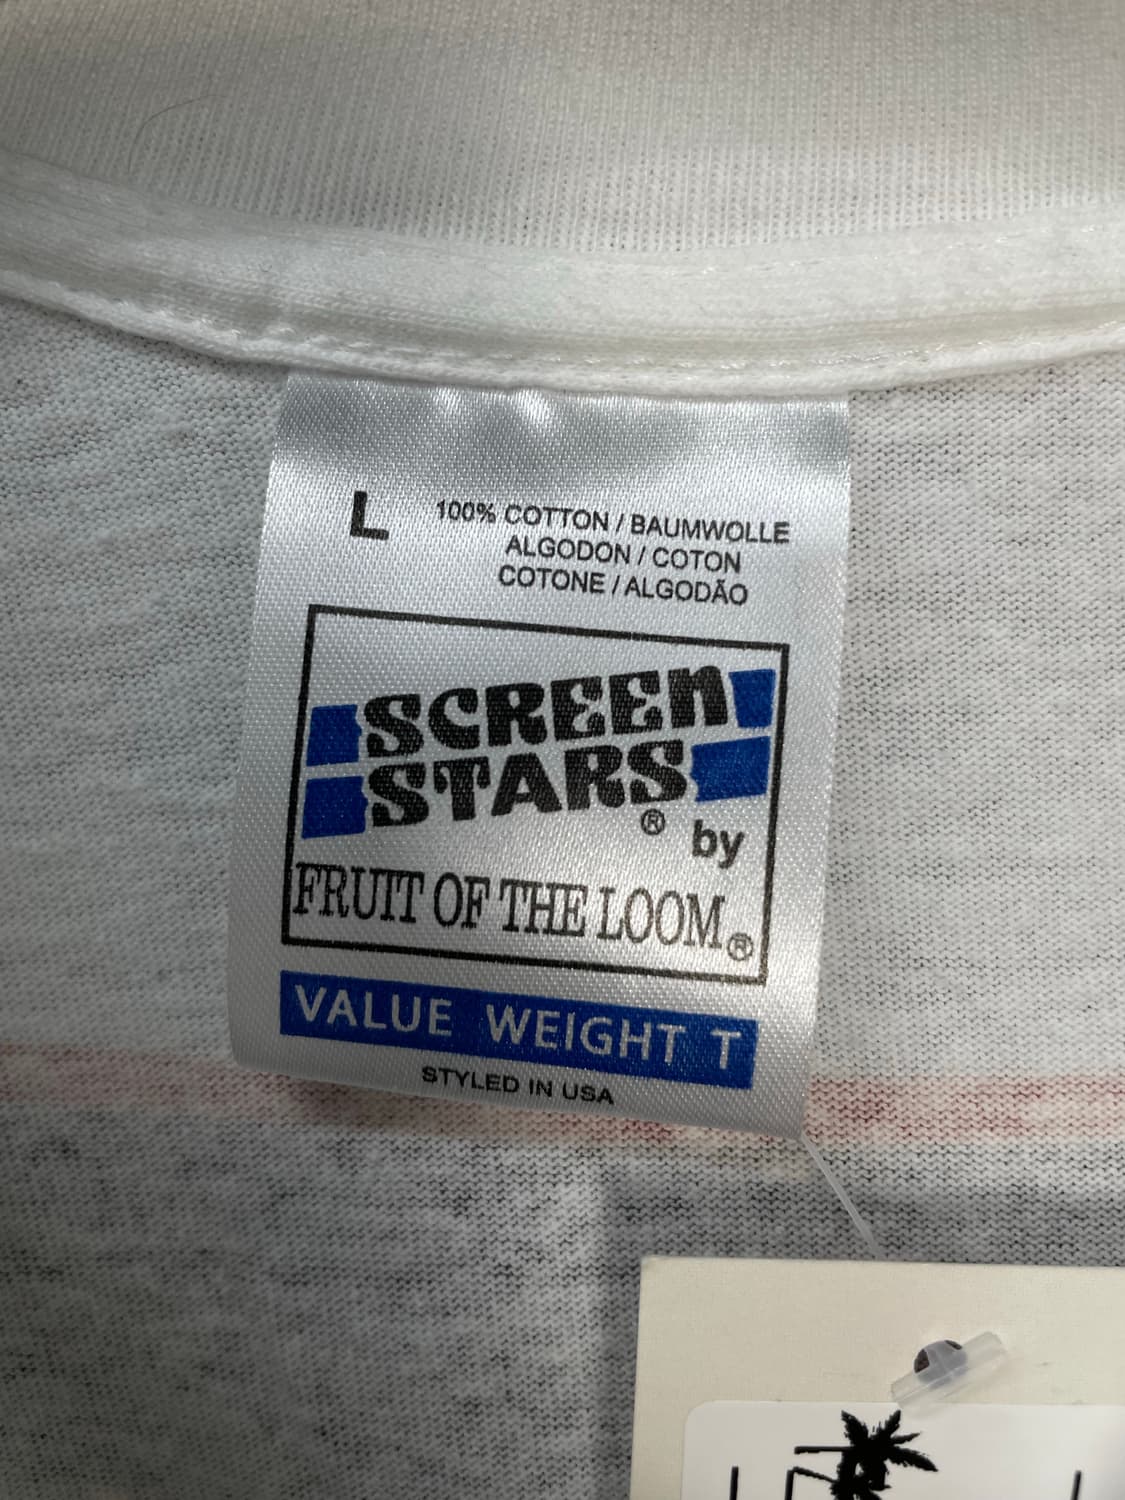 L 100% COTTON / BAUMWOLLE
ALGODON / COTON
COTONE / ALGODÃO
SCREEN
STARS®
by
FRUIT OF THE LOOM®
VALUE WEIGHT T
STYLED IN USA